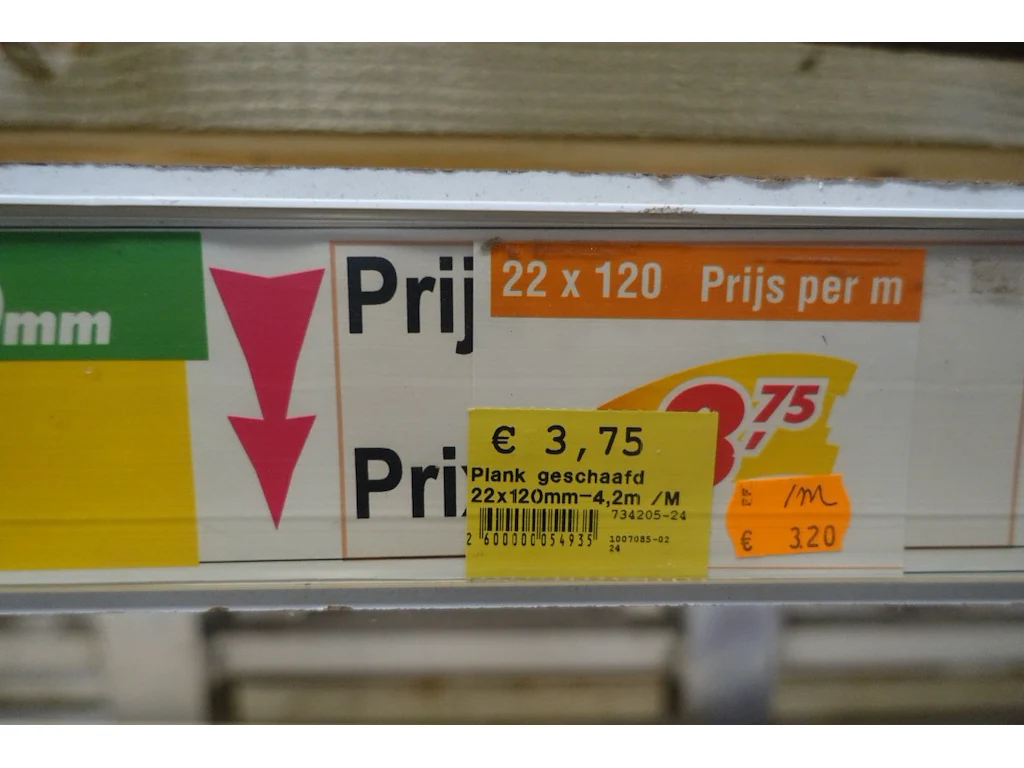 mm
Prij
22 x 120 Prijs per m
3,75
€ 3,75
Plank geschaafd
22x120mm-4,2m /M
734205-24
2 600000 054935
1007085-02
24
Prix
/m
€ 3.20